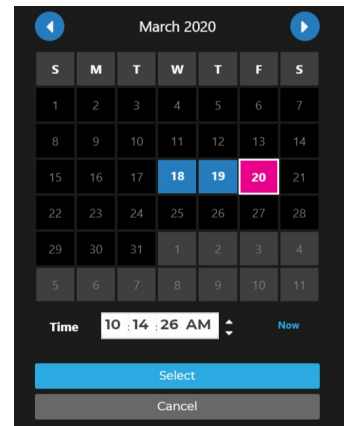 March 2020
S M T W T F S
1 2 3 4 5 6 7
8 9 10 11 12 13 14
15 16 17 18 19 20 21
22 23 24 25 26 27 28
29 30 31 1 2 3 4
5 6 7 8 9 10 11
Time 10 : 14 : 26 AM Now
Select
Cancel